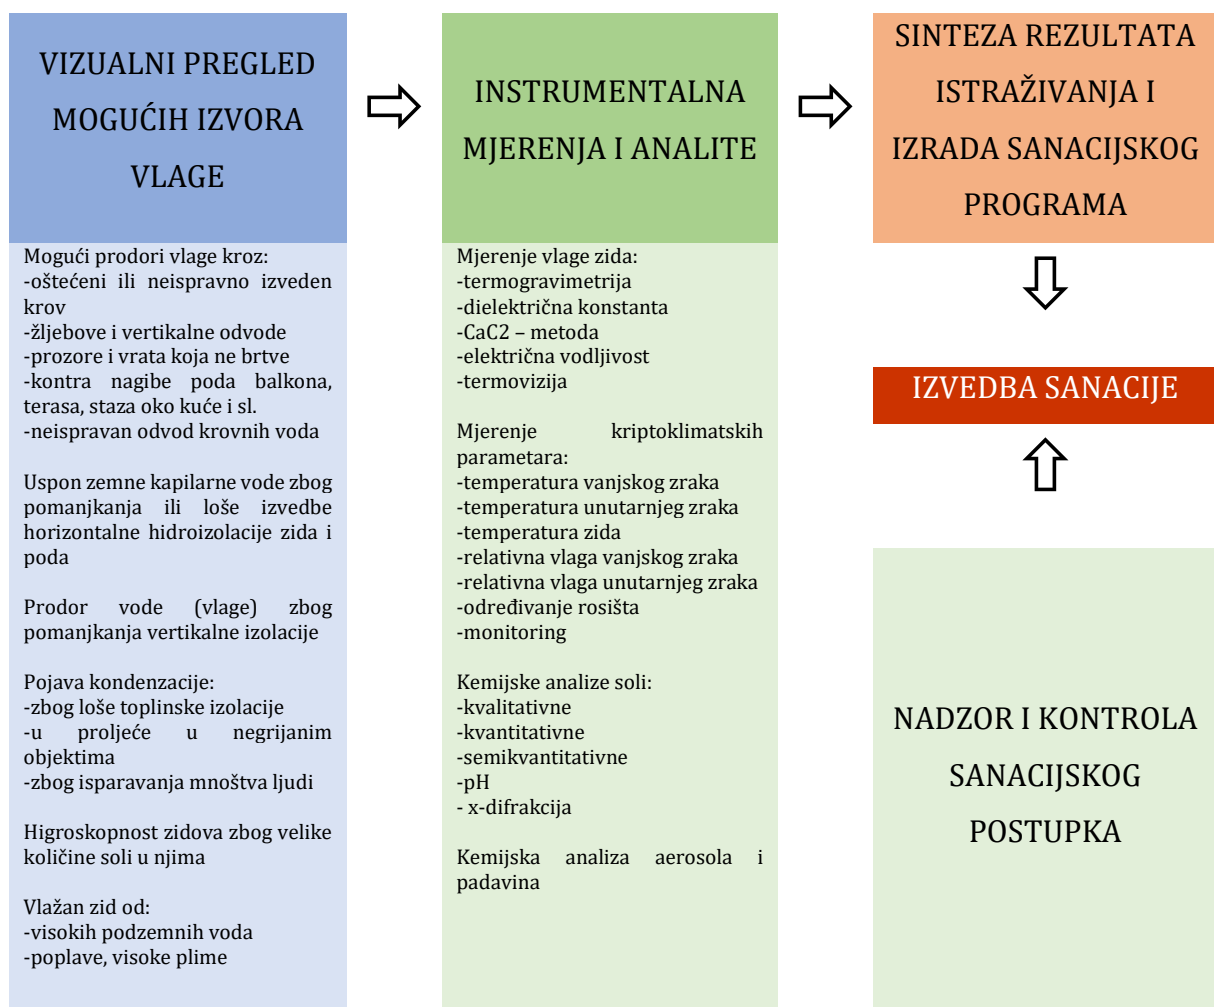 VIZUALNI PREGLED
MOGUĆIH IZVORA
VLAGE
Mogući prodori vlage kroz:
-oštećeni ili neispravno izveden
krov
-žljebove i vertikalne odvode
-prozore i vrata koja ne brtve
-kontra nagibe poda balkona,
terasa, staza oko kuće i sl.
-neispravan odvod krovnih voda
Uspon zemne kapilarne vode zbog
pomanjkanja ili loše izvedbe
horizontalne hidroizolacije zida i
poda
Prodor vode (vlage) zbog
pomanjkanja vertikalne izolacije
Pojava kondenzacije:
-zbog loše toplinske izolacije
-u proljeće u negrijanim
objektima
-zbog isparavanja mnoštva ljudi
Higroskopnost zidova zbog velike
količine soli u njima
Vlažan zid od:
-visokih podzemnih voda
-poplave, visoke plime
INSTRUMENTALNA
MJERENJA I ANALITE
Mjerenje vlage zida:
-termogravimetrija
-dielektrična konstanta
-CaC2 – metoda
-električna vodljivost
-termovizija
Mjerenje kriptoklimatskih
parametara:
-temperatura vanjskog zraka
-temperatura unutarnjeg zraka
-temperatura zida
-relativna vlaga vanjskog zraka
-relativna vlaga unutarnjeg zraka
-određivanje rosišta
-monitoring
Kemijske analize soli:
-kvalitativne
-kvantitativne
-semikvantitativne
-pH
- x-difrakcija
Kemijska analiza aerosola i
padavina
SINTEZA REZULTATA
ISTRAŽIVANJA I
IZRADA SANACIJSKOG
PROGRAMA
IZVEDBA SANACIJE
NADZOR I KONTROLA
SANACIJSKOG
POSTUPKA